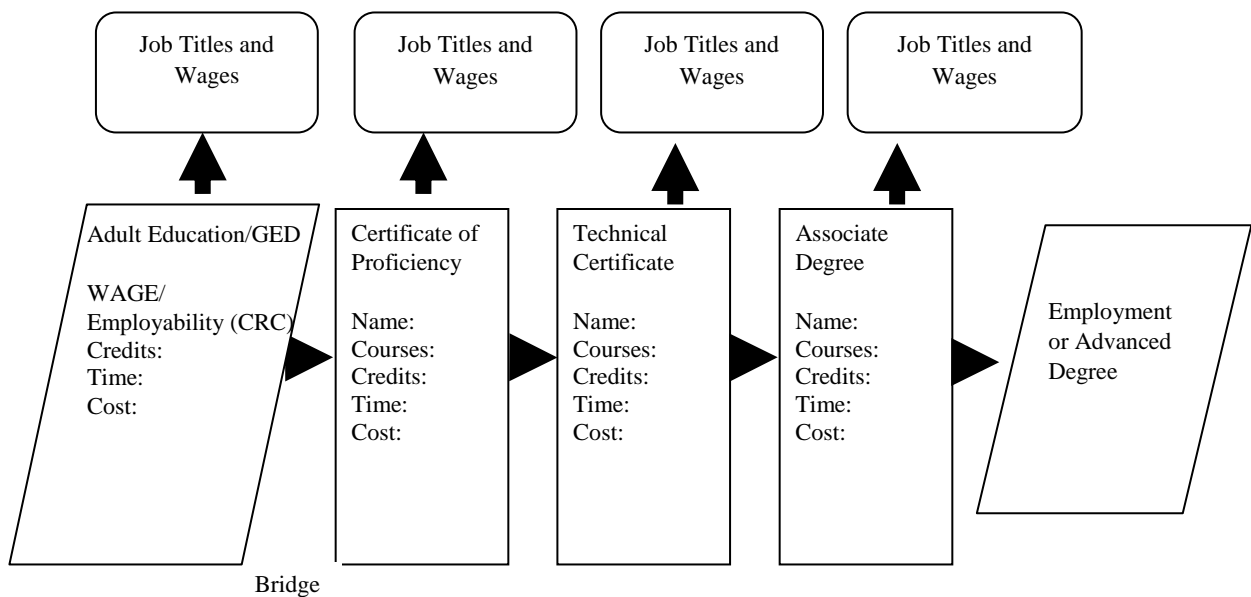 Job Titles and
Wages
Job Titles and
Wages
Job Titles and
Wages
Job Titles and
Wages
Adult Education/GED
WAGE/
Employability (CRC)
Credits:
Time:
Cost:
Certificate of
Proficiency
Name:
Courses:
Credits:
Time:
Cost:
Technical
Certificate
Name:
Courses:
Credits:
Time:
Cost:
Associate
Degree
Name:
Courses:
Credits:
Time:
Cost:
Employment
or Advanced
Degree
Bridge